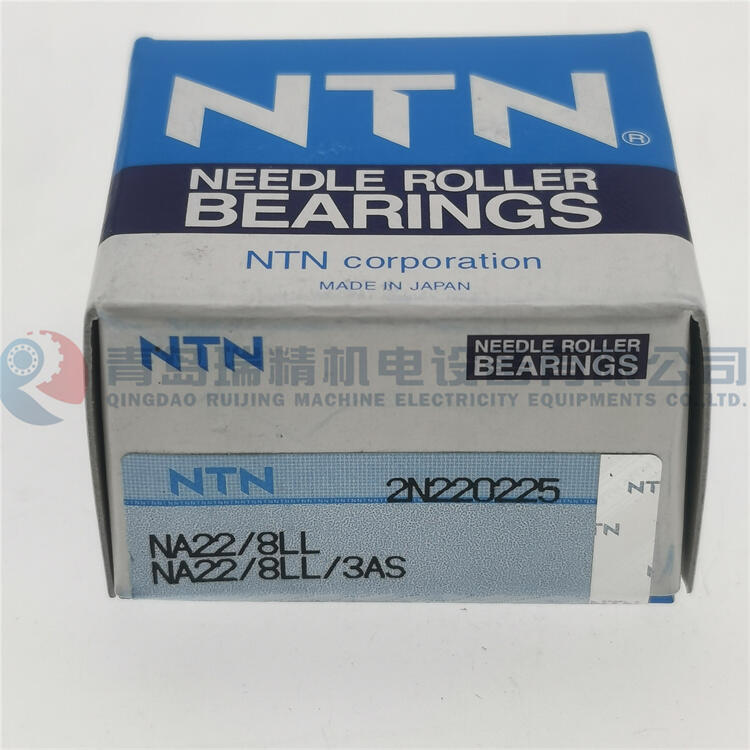 NTN®
NEEDLE ROLLER
BEARINGS
NTN corporation
MADE IN JAPAN
NTN
NEEDLE ROLLER
BEARINGS
青岛瑞精机电设备有限公司
QINGDAO RUIJING MACHINE ELECTRICITY EQUIPMENTS CO.,LTD.
NTN
2N220225
NT
TN
NA22/8LL
NA22/8LL/3AS